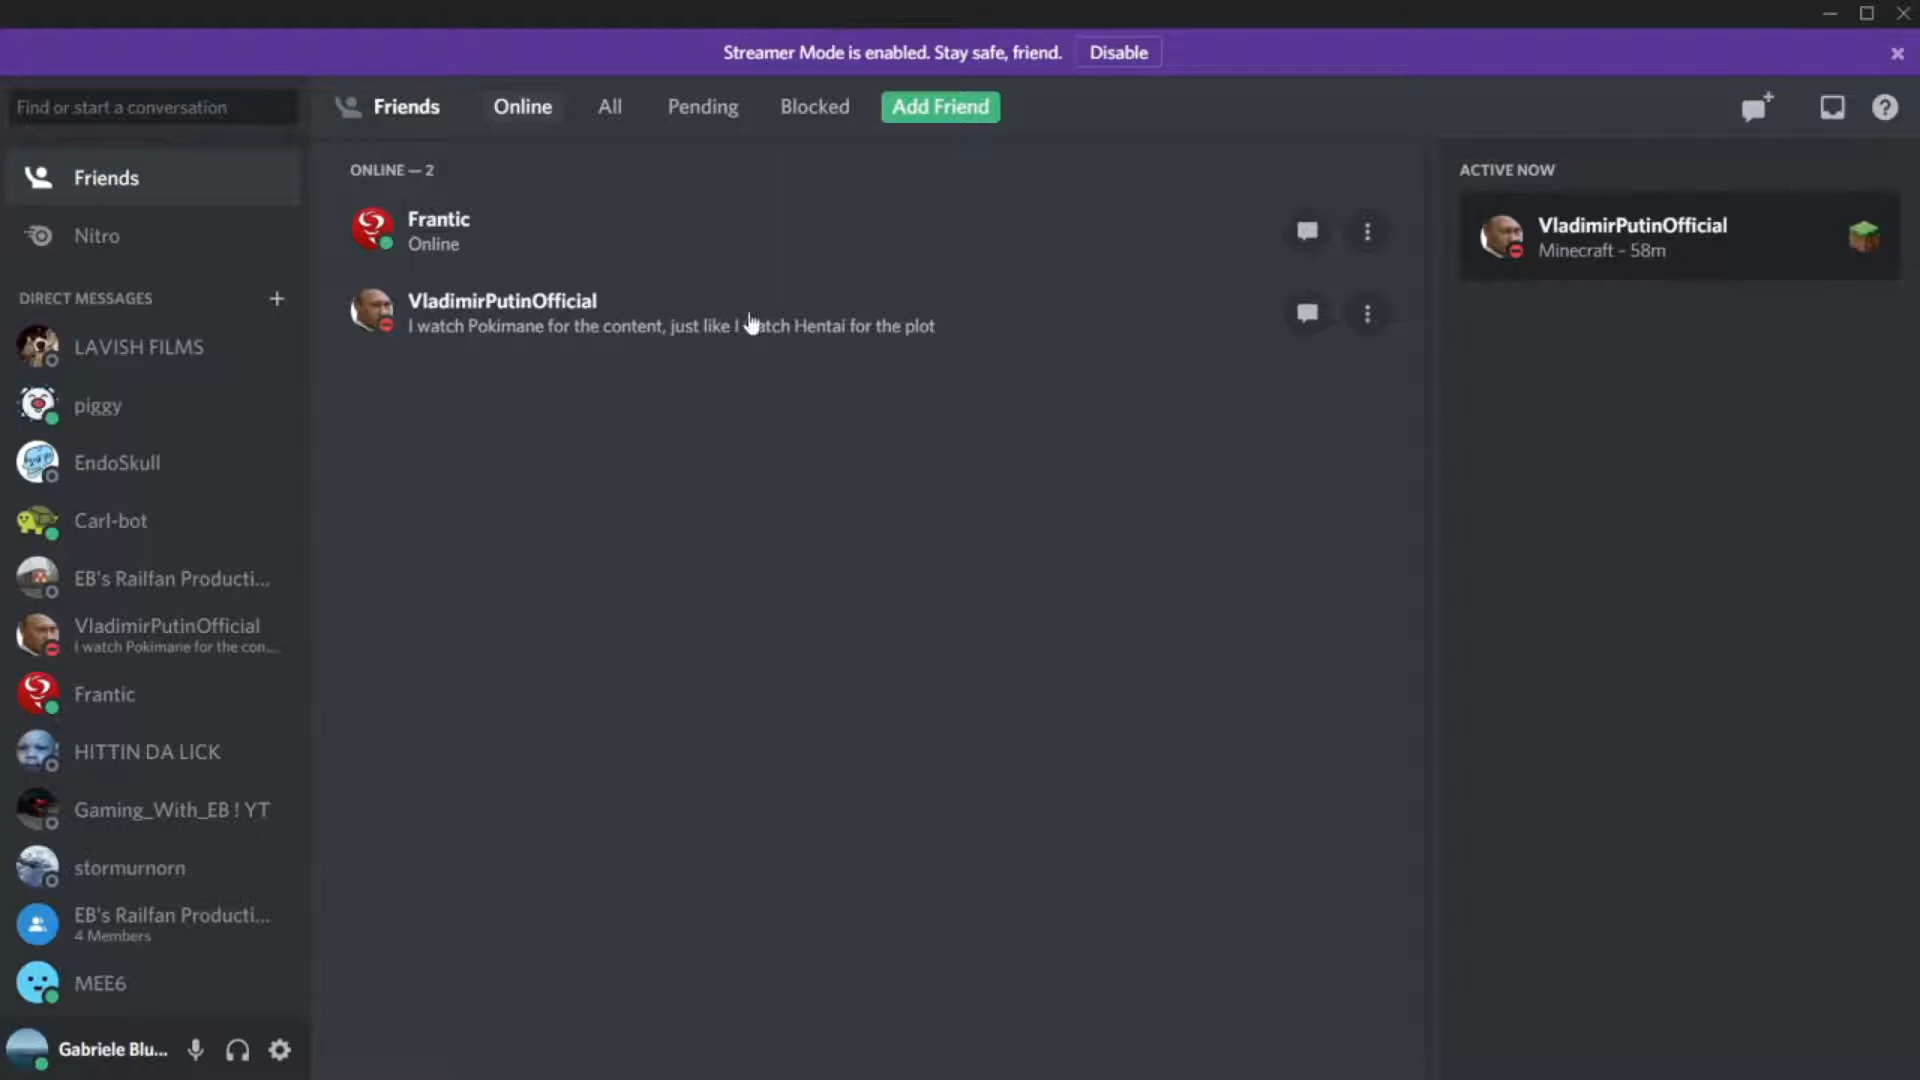 Streamer Mode is enabled. Stay safe, friend. Disable
Find or start a conversation
Friends Online All Pending Blocked Add Friend
Friends
Nitro
DIRECT MESSAGES
LAVISH FILMS
piggy
EndoSkull
Carl-bot
EB's Railfan Producti...
VladimirPutinOfficial
I watch Pokimane for the con...
Frantic
HITTIN DA LICK
Gaming_With_EB ! YT
stormurnorn
EB's Railfan Producti...
4 Members
MEE6
Gabriele Blu...
ONLINE — 2
Frantic
Online
VladimirPutinOfficial
I watch Pokimane for the content, just like I watch Hentai for the plot
ACTIVE NOW
VladimirPutinOfficial
Minecraft - 58m